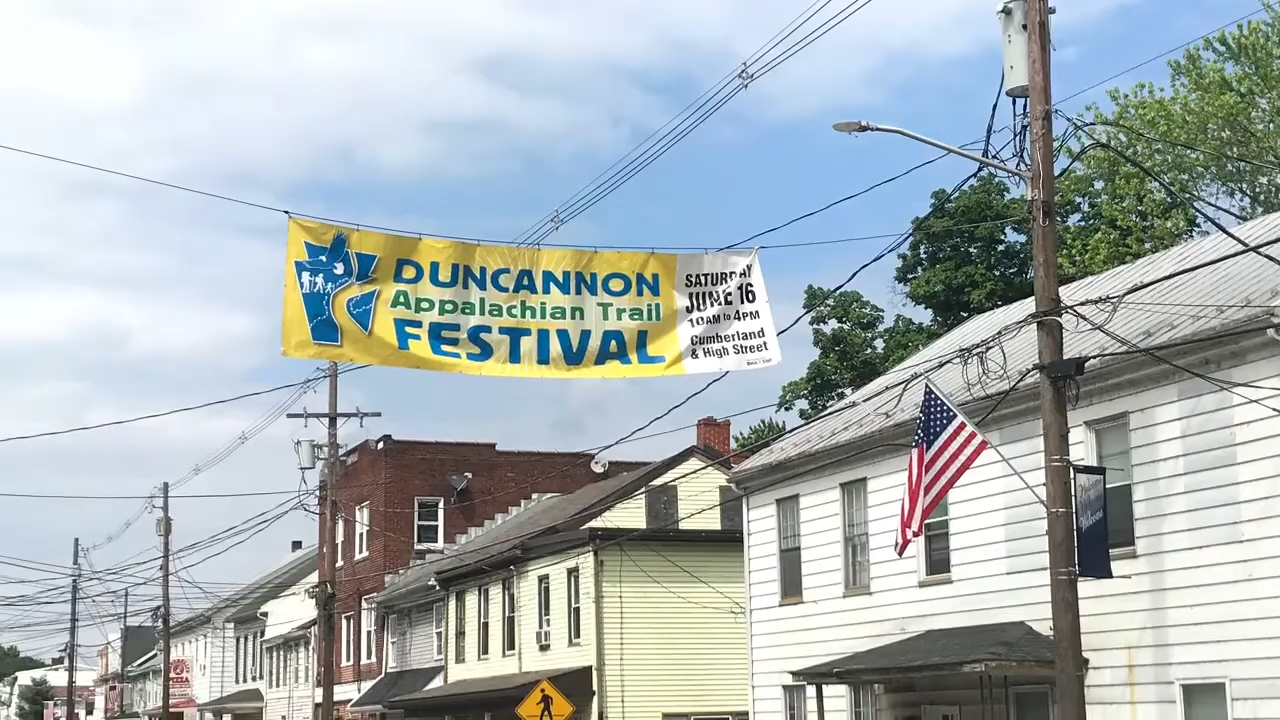 DUNCANNON
Appalachian Trail
FESTIVAL
SATURDAY
JUNE 16
10AM to 4PM
Cumberland
& High Street